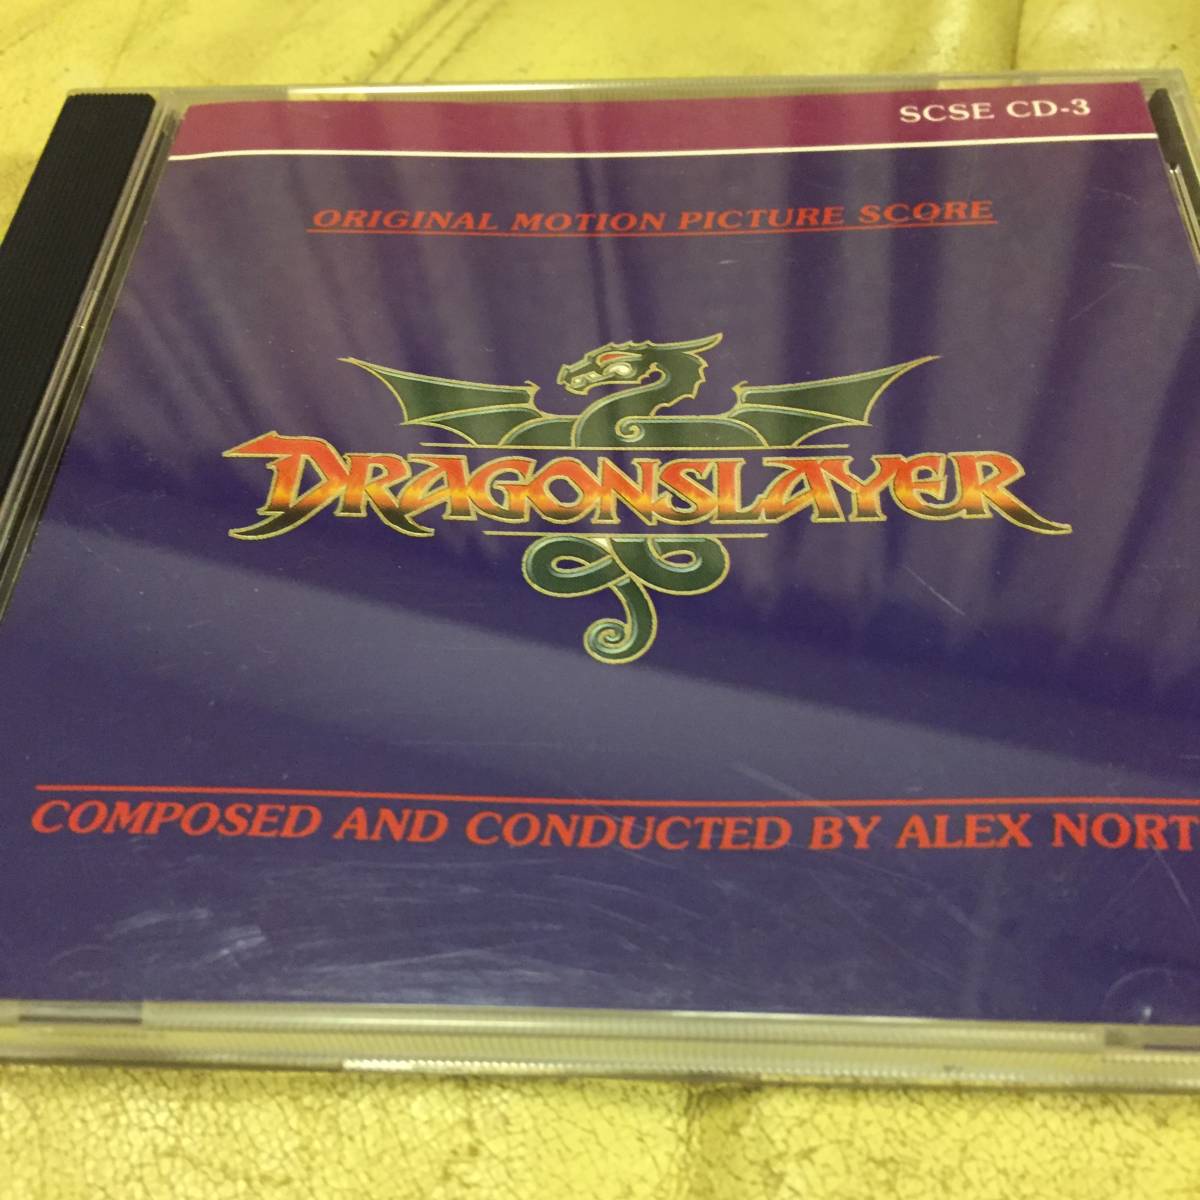 SCSE CD-3
ORIGINAL MOTION PICTURE SCORE
DRAGONSLAYER
COMPOSED AND CONDUCTED BY ALEX NORT